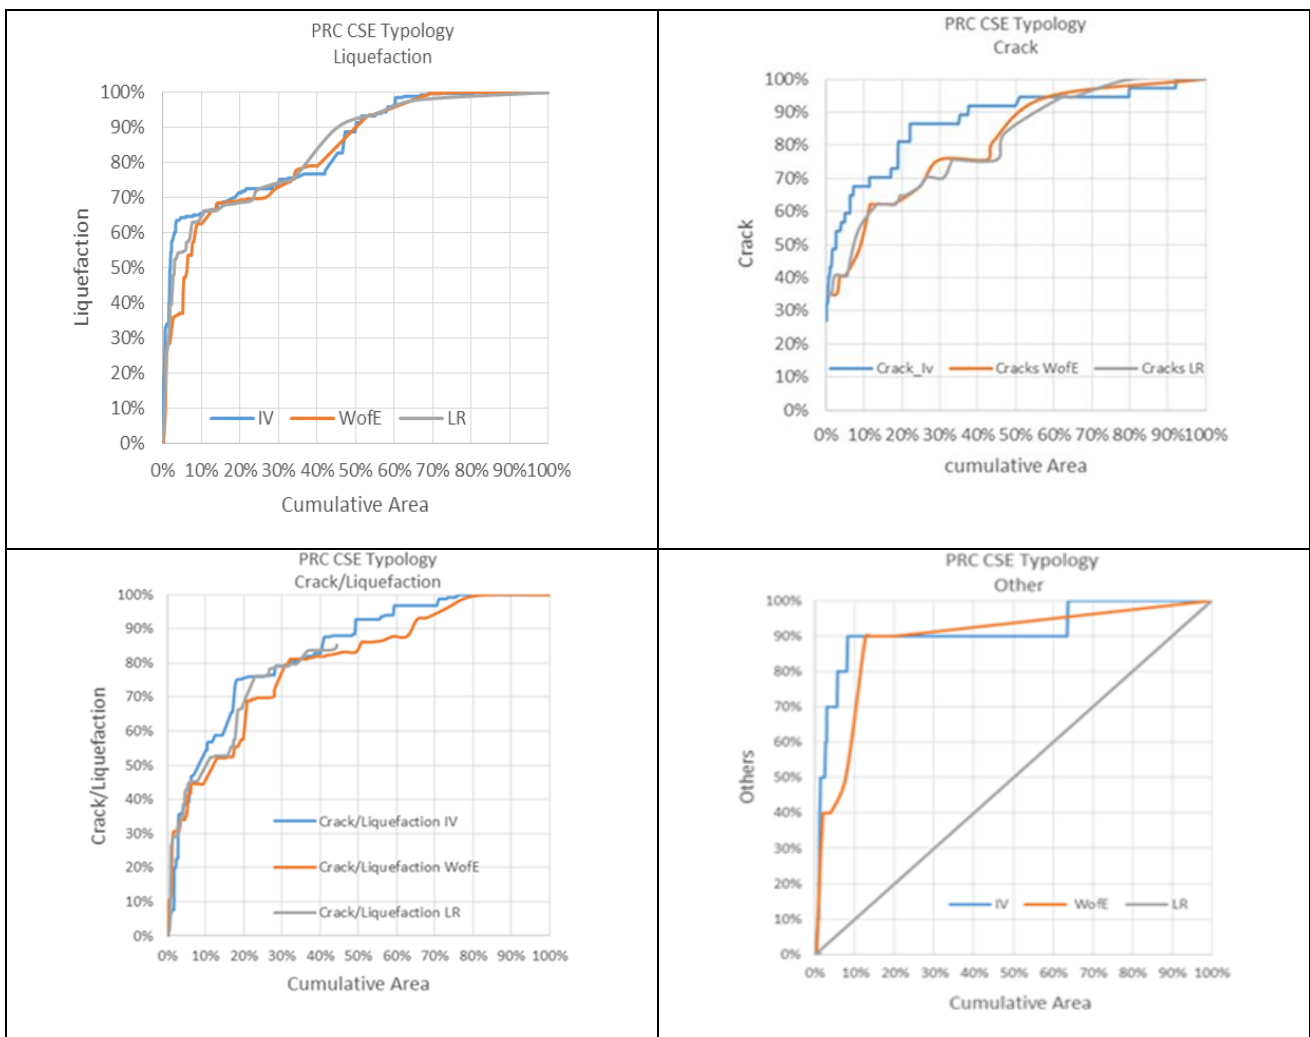 PRC CSE Typology
Liquefaction
100%
90%
80%
70%
60%
50%
40%
30%
20%
10%
0%
Liquefaction
IV WofE LR
0% 10% 20% 30% 40% 50% 60% 70% 80% 90%100%
Cumulative Area
PRC CSE Typology
Crack
100%
90%
80%
70%
60%
50%
40%
30%
20%
10%
0%
Crack
Crack_Iv Cracks WofE Cracks LR
0% 10% 20% 30% 40% 50% 60% 70% 80% 90%100%
cumulative Area
PRC CSE Typology
Crack/Liquefaction
100%
90%
80%
70%
60%
50%
40%
30%
20%
10%
0%
Crack/Liquefaction
Crack/Liquefaction IV
Crack/Liquefaction WofE
Crack/Liquefaction LR
0% 10% 20% 30% 40% 50% 60% 70% 80% 90% 100%
Cumulative Area
PRC CSE Typology
Other
100%
90%
80%
70%
60%
50%
40%
30%
20%
10%
0%
Others
IV WofE LR
0% 10% 20% 30% 40% 50% 60% 70% 80% 90% 100%
Cumulative Area